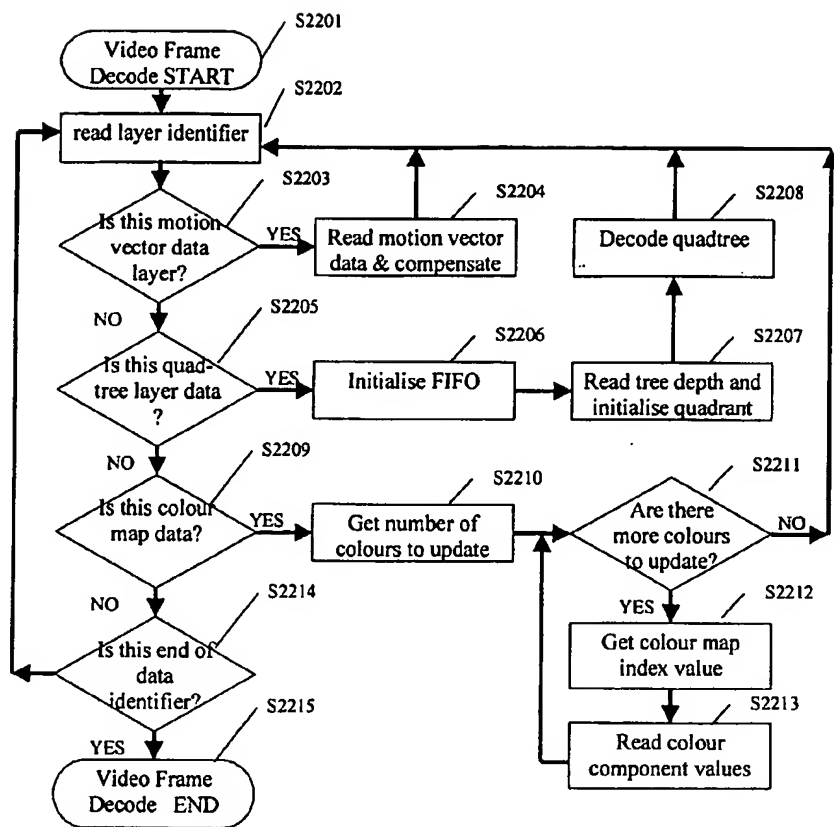 S2201
Video Frame
Decode START
S2202
read layer identifier
S2203
Is this motion
vector data
layer?
YES
S2204
Read motion vector
data & compensate
S2208
Decode quadtree
NO
S2205
Is this quad-
tree layer data
?
YES
S2206
Initialise FIFO
S2207
Read tree depth and
initialise quadrant
NO
S2209
Is this colour
map data?
YES
S2210
Get number of
colours to update
S2211
Are there
more colours
to update?
NO
YES
S2212
Get colour map
index value
S2213
Read colour
component values
NO
S2214
Is this end of
data
identifier?
YES
S2215
Video Frame
Decode END